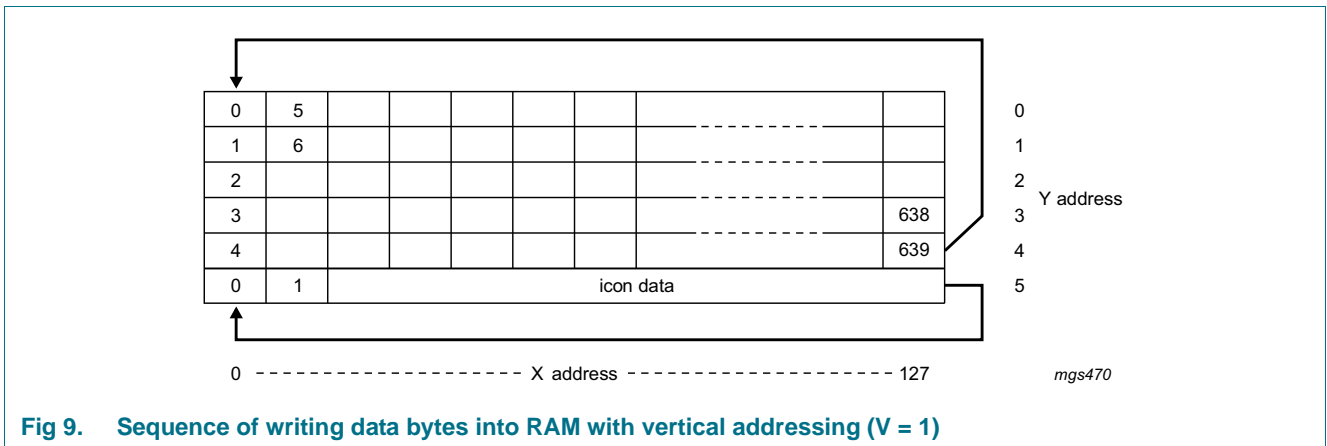 0 5 0
1 6 1
2 2
Y address
3 638 3
4 639 4
0 1 icon data 5
0 X address 127
mgs470
Fig 9. Sequence of writing data bytes into RAM with vertical addressing (V = 1)